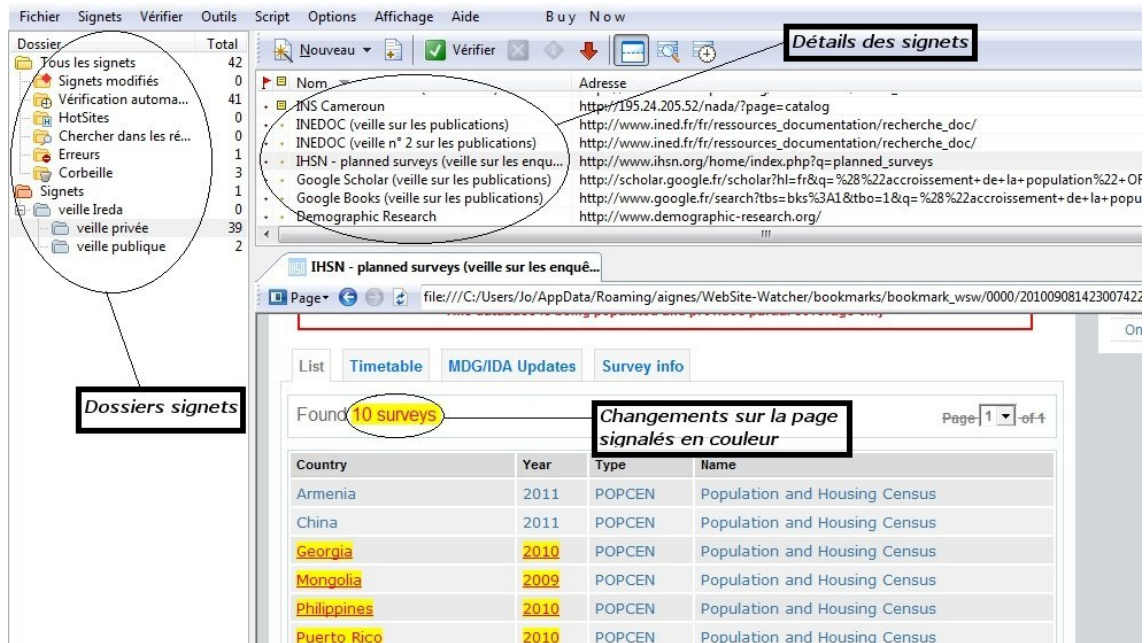 Fichier Signets Vérifier Outils Script Options Affichage Aide Buy Now
Dossier Total
Tous les signets 42
Signets modifiés 0
Vérification automa... 41
HotSites 0
Chercher dans les ré... 0
Erreurs 1
Corbeille 3
Signets 1
veille Ireda 0
veille privée 39
veille publique 2
Dossiers signets
Nouveau Vérifier
Détails des signets
Nom Adresse
INS Cameroun http://195.24.205.52/nada/?page=catalog
INEDOC (veille sur les publications) http://www.ined.fr/fr/ressources_documentation/recherche_doc/
INEDOC (veille n° 2 sur les publications) http://www.ined.fr/fr/ressources_documentation/recherche_doc/
IHSN - planned surveys (veille sur les enqu... http://www.ihsn.org/home/index.php?q=planned_surveys
Google Scholar (veille sur les publications) http://scholar.google.fr/scholar?hl=fr&q=%28%22accroissement+de+la+population%22+OR
Google Books (veille sur les publications) http://www.google.fr/search?tbs=bks%3A1&tbo=1&q=%28%22accroissement+de+la+popu
Demographic Research http://www.demographic-research.org/
IHSN - planned surveys (veille sur les enquê...
Page file:///C:/Users/Jo/AppData/Roaming/aignes/WebSite-Watcher/bookmarks/bookmark_wsw/0000/201009081423007422
On
List Timetable MDG/IDA Updates Survey info
Found 10 surveys
Changements sur la page
signalés en couleur
Page 1 of 1
Country Year Type Name
Armenia 2011 POPCEN Population and Housing Census
China 2011 POPCEN Population and Housing Census
Georgia 2010 POPCEN Population and Housing Census
Mongolia 2009 POPCEN Population and Housing Census
Philippines 2010 POPCEN Population and Housing Census
Puerto Rico 2010 POPCEN Population and Housing Census